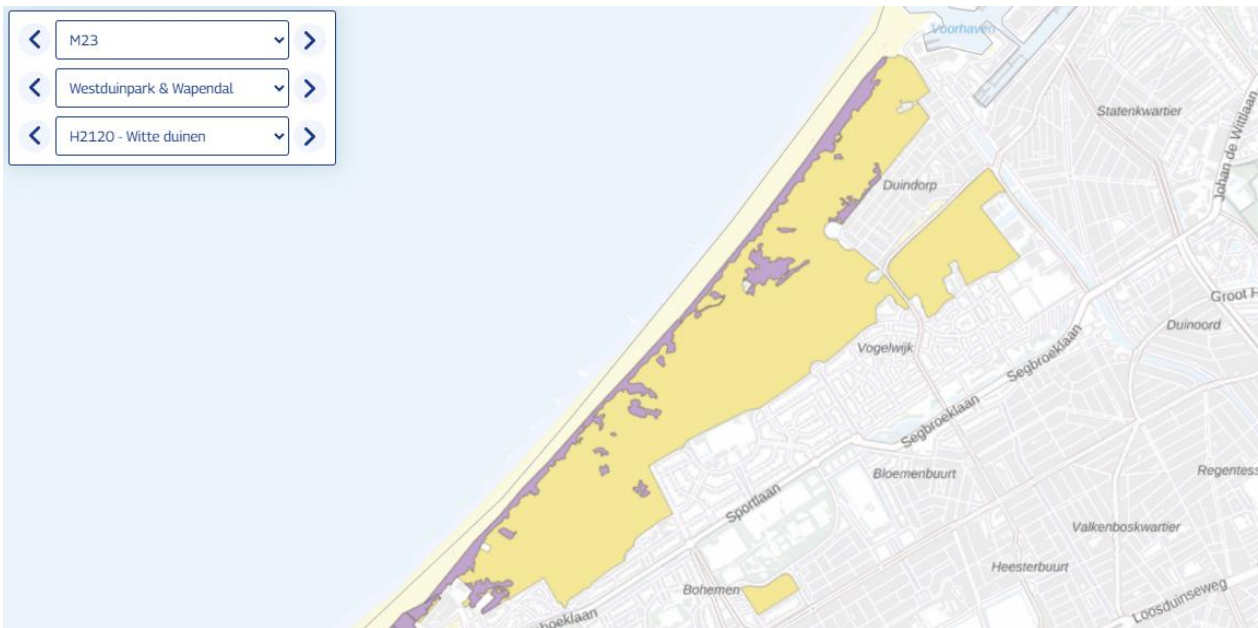 M23
Westduinpark & Wapendal
H2120 - Witte duinen
Voorhaven
Statenkwartier
Johan de Wittlaan
Duindorp
Groot H
Duinoord
Vogelwijk
Segbroeklaan
Segbroeklaan
Bloemenbuurt
Regentess
Sportlaan
Valkenboskwartier
Heesterbuurt
Bohemen
Loosduinseweg
boeklaan